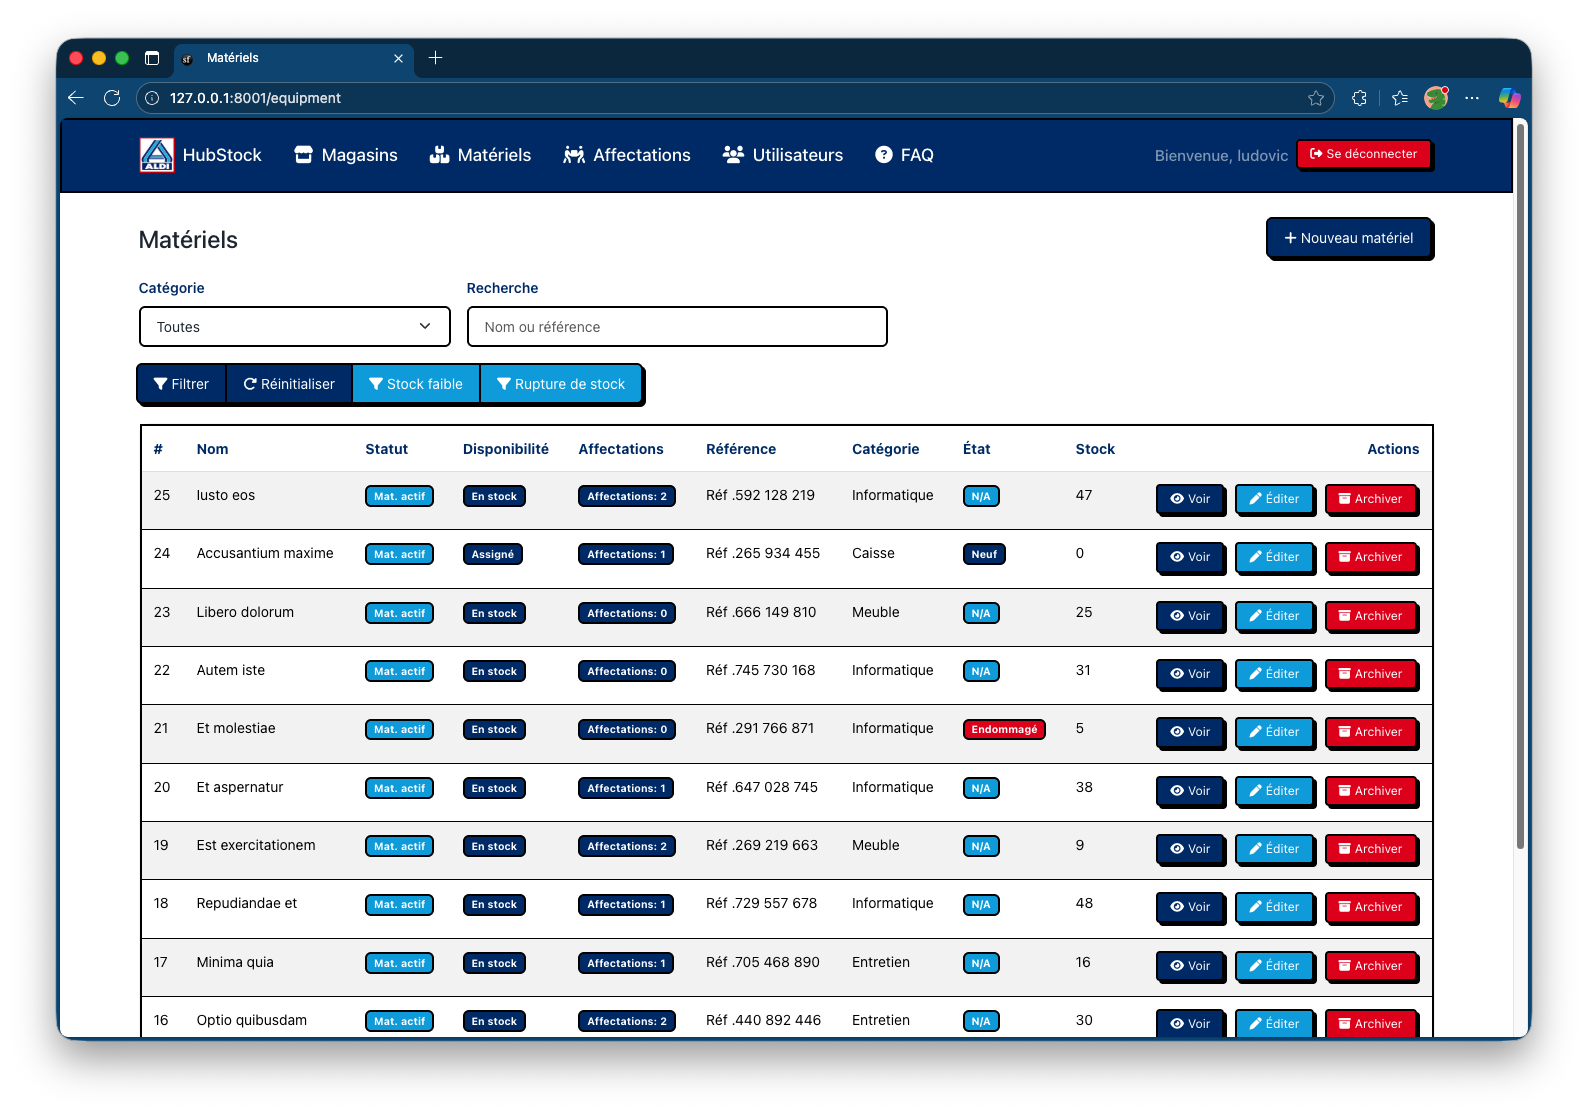 sf Matériels
127.0.0.1:8001/equipment
ALDI HubStock Magasins Matériels Affectations Utilisateurs FAQ Bienvenue, ludovic Se déconnecter
Matériels Nouveau matériel
Catégorie Recherche
Toutes Nom ou référence
Filtrer Réinitialiser Stock faible Rupture de stock
# Nom Statut Disponibilité Affectations Référence Catégorie État Stock Actions
25 Iusto eos Mat. actif En stock Affectations: 2 Réf .592 128 219 Informatique N/A 47 Voir Éditer Archiver
24 Accusantium maxime Mat. actif Assigné Affectations: 1 Réf .265 934 455 Caisse Neuf 0 Voir Éditer Archiver
23 Libero dolorum Mat. actif En stock Affectations: 0 Réf .666 149 810 Meuble N/A 25 Voir Éditer Archiver
22 Autem iste Mat. actif En stock Affectations: 0 Réf .745 730 168 Informatique N/A 31 Voir Éditer Archiver
21 Et molestiae Mat. actif En stock Affectations: 0 Réf .291 766 871 Informatique Endommagé 5 Voir Éditer Archiver
20 Et aspernatur Mat. actif En stock Affectations: 1 Réf .647 028 745 Informatique N/A 38 Voir Éditer Archiver
19 Est exercitationem Mat. actif En stock Affectations: 2 Réf .269 219 663 Meuble N/A 9 Voir Éditer Archiver
18 Repudiandae et Mat. actif En stock Affectations: 1 Réf .729 557 678 Informatique N/A 48 Voir Éditer Archiver
17 Minima quia Mat. actif En stock Affectations: 1 Réf .705 468 890 Entretien N/A 16 Voir Éditer Archiver
16 Optio quibusdam Mat. actif En stock Affectations: 2 Réf .440 892 446 Entretien N/A 30 Voir Éditer Archiver